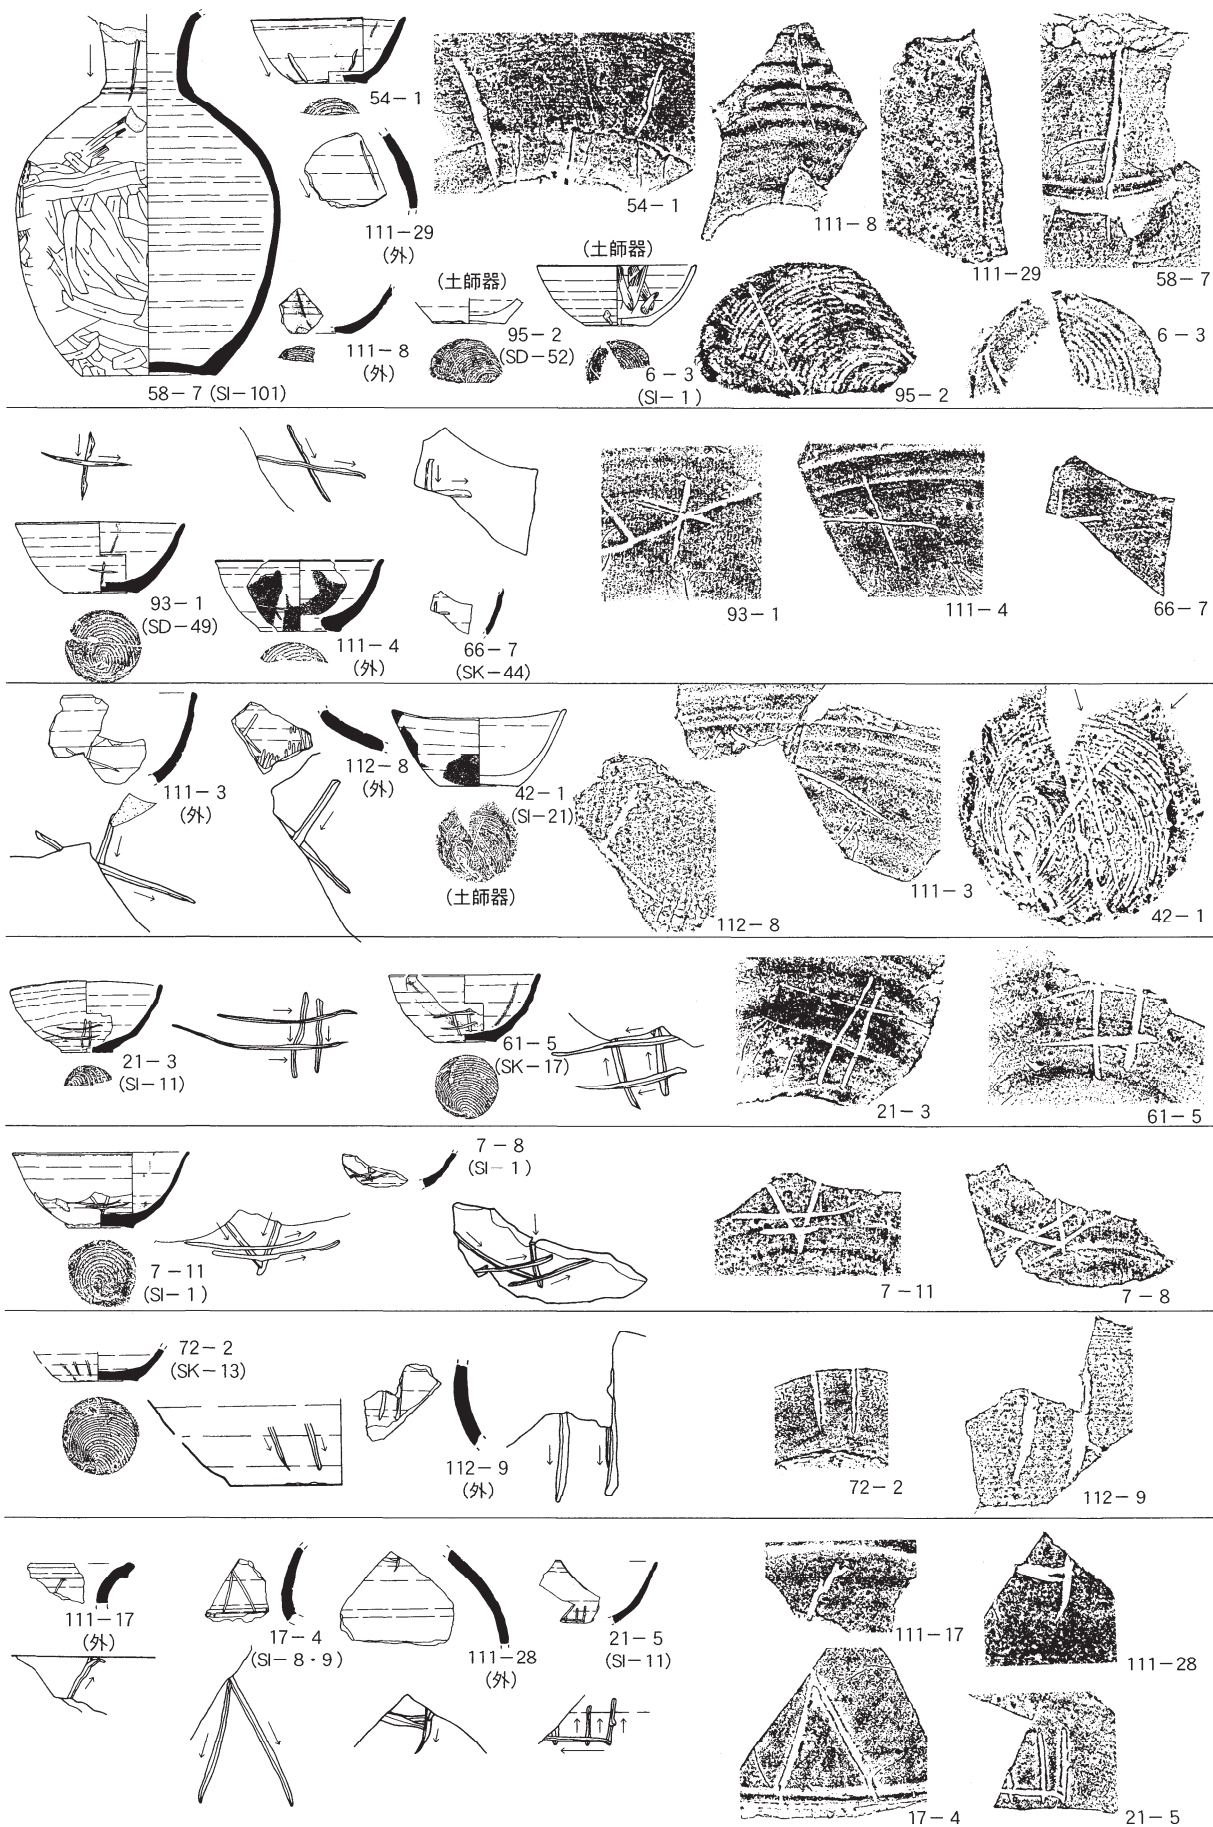 54－1
111－29
(外)
111－8
(外)
58－7 (SI－101)
(土師器)
95－2
(SD－52)
(土師器)
6－3
(SI－1)
54－1
111－8
111－29
58－7
95－2
6－3
93－1
(SD－49)
111－4
(外)
66－7
(SK－44)
93－1
111－4
66－7
111－3
(外)
112－8
(外)
42－1
(SI－21)
(土師器)
112－8
111－3
42－1
21－3
(SI－11)
61－5
(SK－17)
21－3
61－5
7－11
(SI－1)
7－8
(SI－1)
7－11
7－8
72－2
(SK－13)
112－9
(外)
72－2
112－9
111－17
(外)
17－4
(SI－8・9)
111－28
(外)
21－5
(SI－11)
111－17
111－28
17－4
21－5